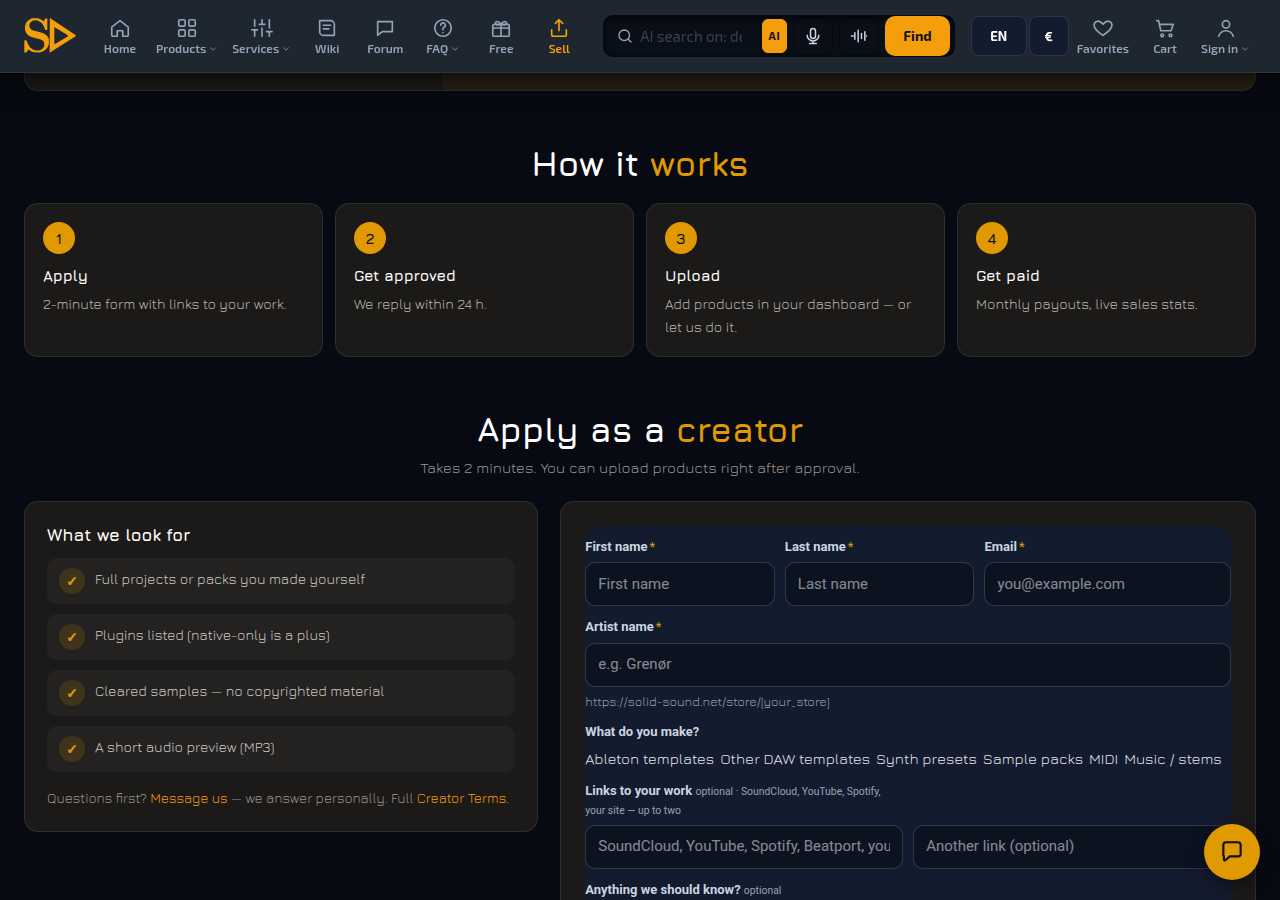 SD
Home
Products
Services
Wiki
Forum
FAQ
Free
Sell
AI
Find
EN
€
Favorites
Cart
Sign in
AI search on:
How it works
1
Apply
2-minute form with links to your work.
2
Get approved
We reply within 24 h.
3
Upload
Add products in your dashboard — or
let us do it.
4
Get paid
Monthly payouts, live sales stats.
Apply as a creator
Takes 2 minutes. You can upload products right after approval.
What we look for
✓ Full projects or packs you made yourself
✓ Plugins listed (native-only is a plus)
✓ Cleared samples — no copyrighted material
✓ A short audio preview (MP3)
Questions first? Message us — we answer personally. Full Creator Terms.
First name *
Last name *
Email *
First name
Last name
you@example.com
Artist name *
e.g. Grenør
https://solid-sound.net/store/[your_store]
What do you make?
Ableton templates Other DAW templates Synth presets Sample packs MIDI Music / stems
Links to your work optional · SoundCloud, YouTube, Spotify,
your site — up to two
SoundCloud, YouTube, Spotify, Beatport, you
Another link (optional)
Anything we should know? optional